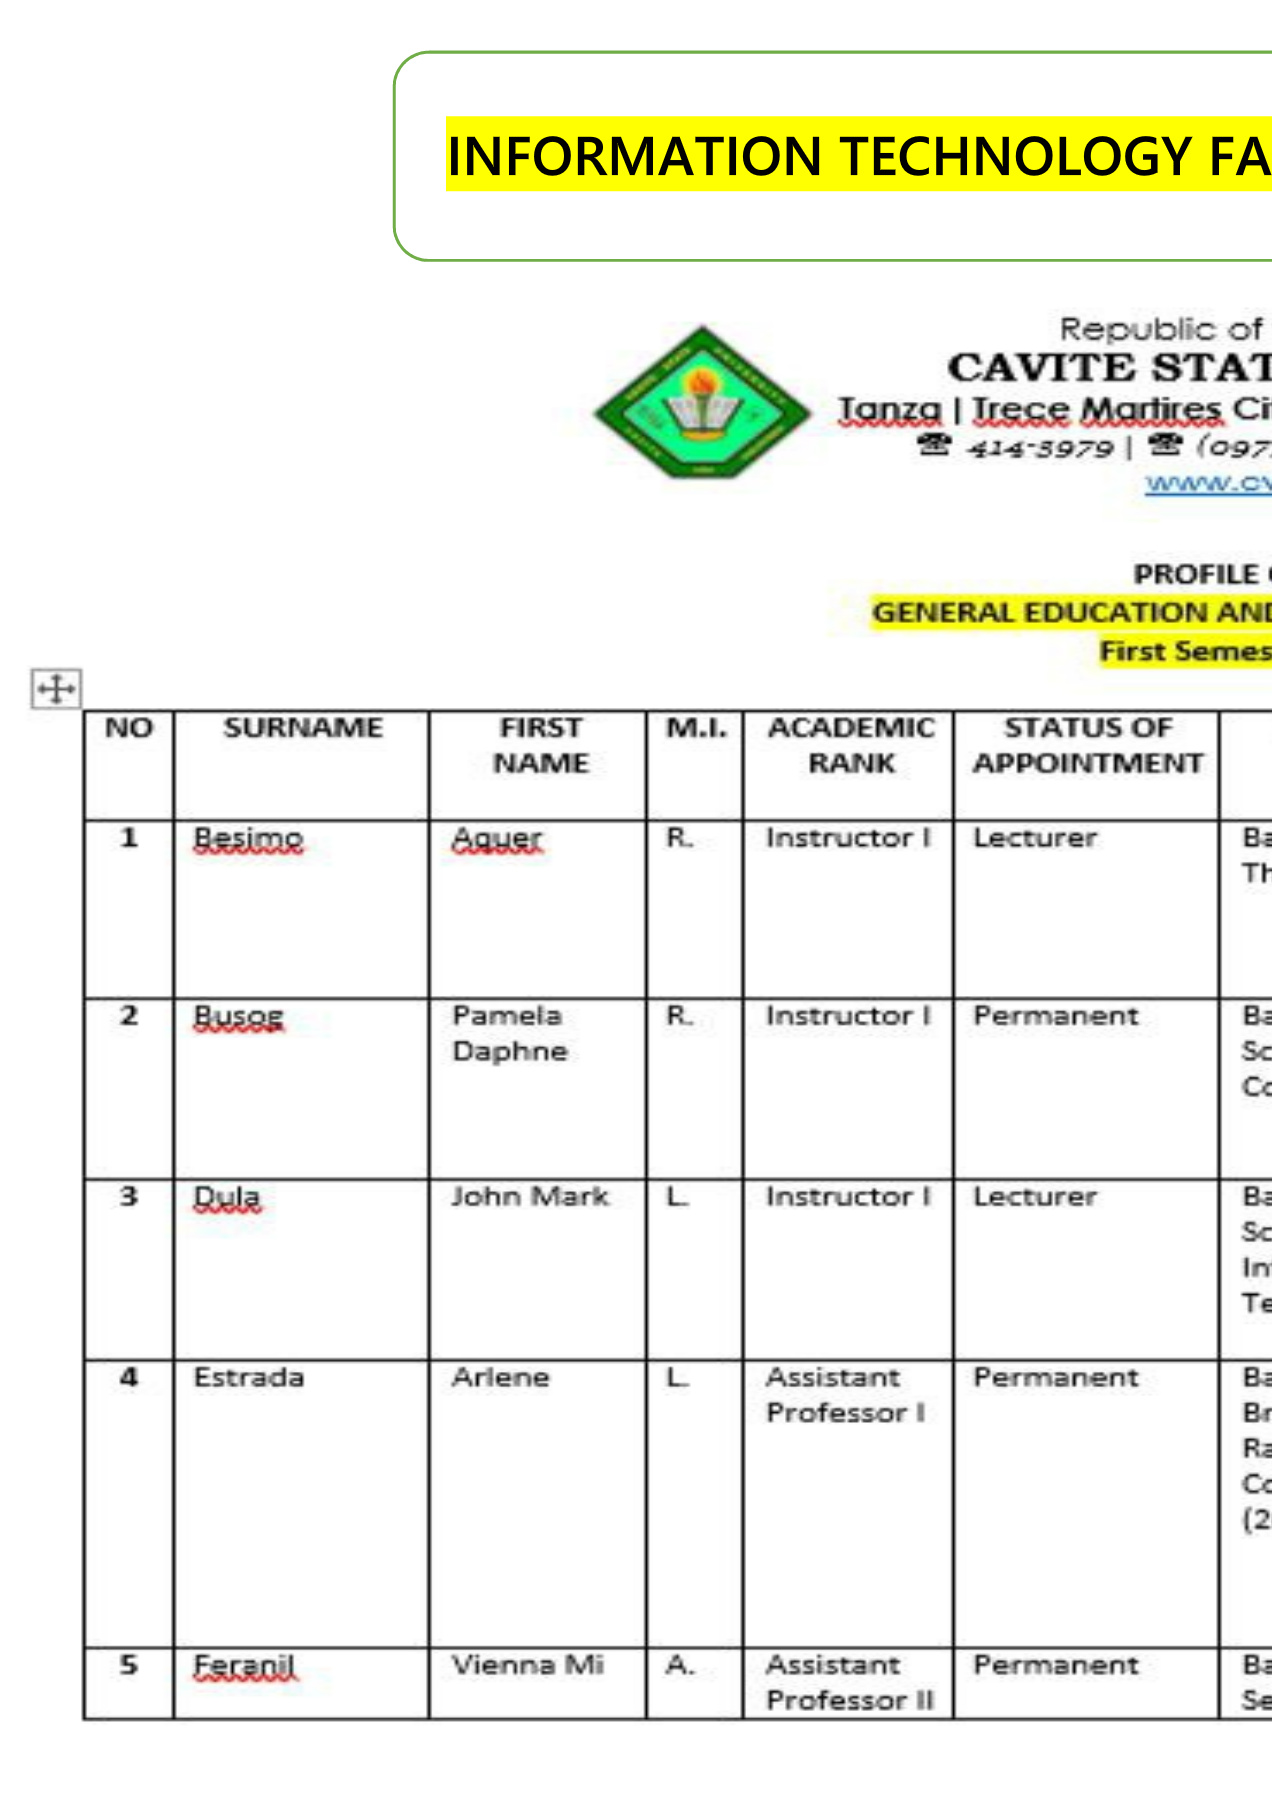 INFORMATION TECHNOLOGY FA
Republic of
CAVITE STAT
Tanza | Trece Martires Ci
☎ 414-3979 | ☎ (097
www.cv
PROFILE
GENERAL EDUCATION AND
First Semes
NO SURNAME FIRST NAME M.I. ACADEMIC RANK STATUS OF APPOINTMENT
1 Besimo Aquer R. Instructor I Lecturer Ba
Th
2 Busog Pamela Daphne R. Instructor I Permanent Ba
Sc
Co
3 Dula John Mark L. Instructor I Lecturer Ba
Sc
In
Te
4 Estrada Arlene L. Assistant Professor I Permanent Ba
Br
Ra
Co
(2
5 Feranil Vienna Mi A. Assistant Professor II Permanent Ba
Se